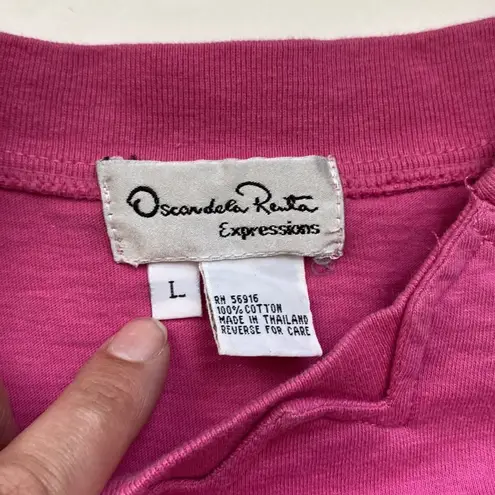 Oscar de la Renta
Expressions
L
RN 56916
100% COTTON
MADE IN THAILAND
REVERSE FOR CARE